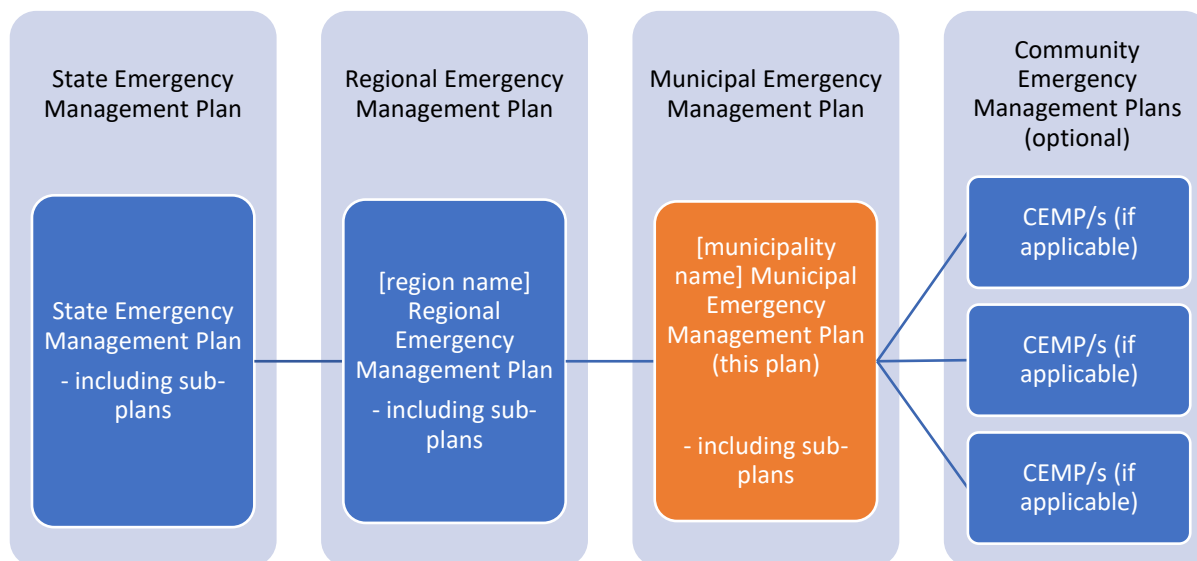 State Emergency
Management Plan
State Emergency
Management Plan
- including sub-
plans
Regional Emergency
Management Plan
[region name]
Regional
Emergency
Management Plan
- including sub-
plans
Municipal Emergency
Management Plan
[municipality
name] Municipal
Emergency
Management Plan
(this plan)
- including sub-
plans
Community
Emergency
Management Plans
(optional)
CEMP/s (if
applicable)
CEMP/s (if
applicable)
CEMP/s (if
applicable)